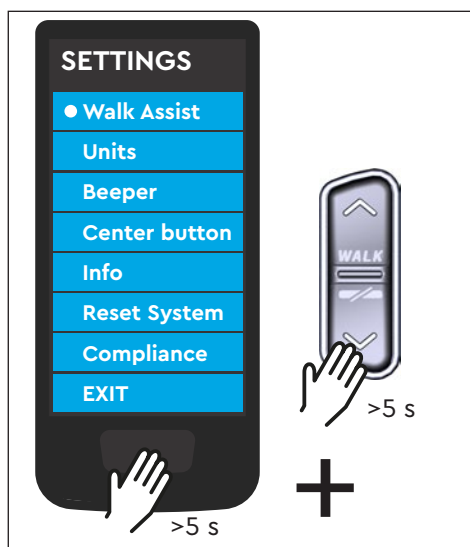 SETTINGS
Walk Assist
Units
Beeper
Center button
Info
Reset System
Compliance
EXIT
>5 s
WALK
>5 s
+